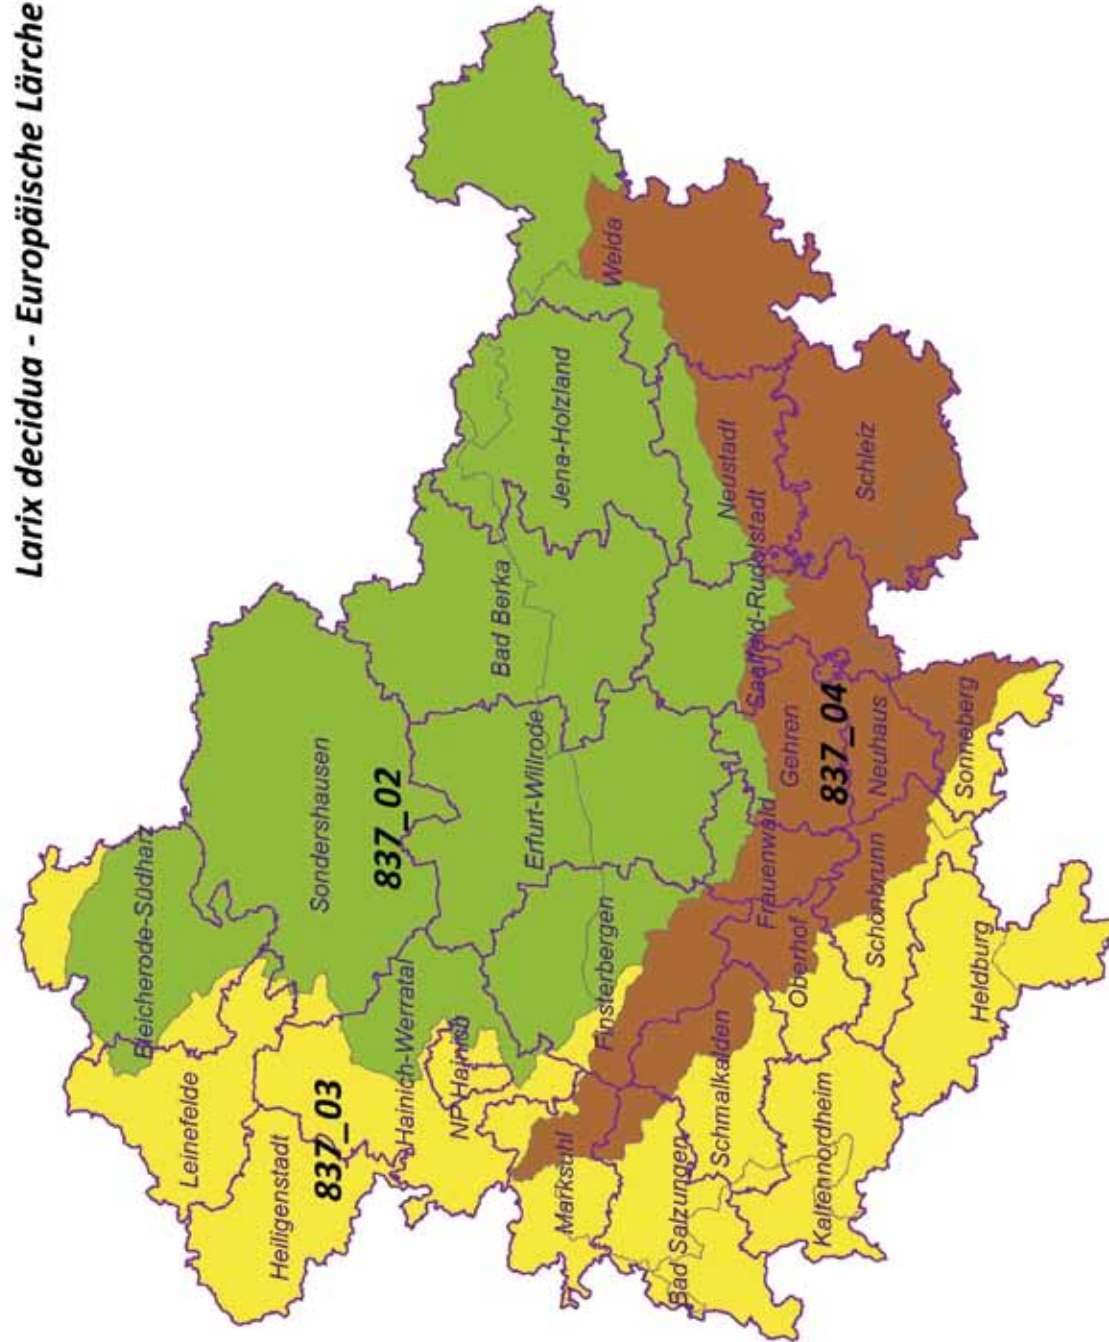 Larix decidua - Europäische Lärche
Bleicherode-Südharz
Leinefelde
Heiligenstadt
837_03
Sondershausen
837_02
Hainich-Werratal
NP Hainich
Bad Berka
Erfurt-Willrode
Jena-Holzland
Weida
Finsterbergen
Marksuhl
Bad Salzungen
Schmalkalden
Oberhof
Frauenwald
Gehren
Saalfeld-Rudolstadt
Neustadt
837_04
Schleiz
Kaltennordheim
Schönbrunn
Neuhaus
Sonneberg
Heldburg